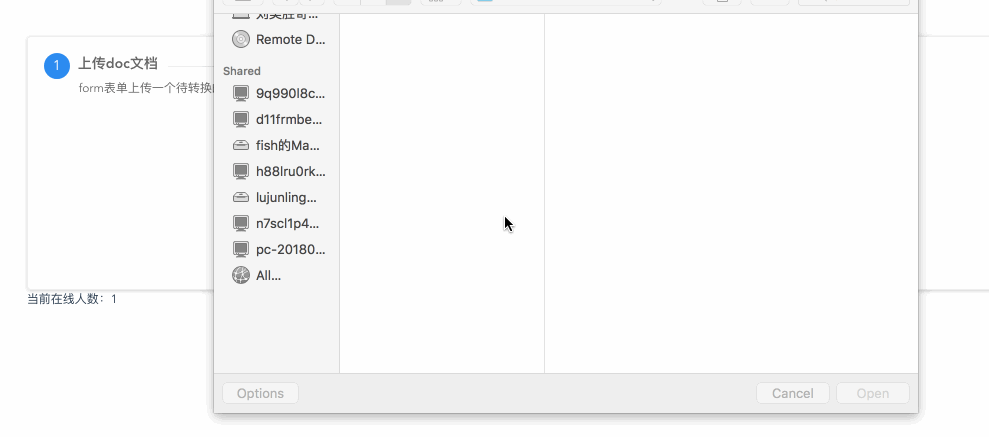 1
上传doc文档
form表单上传一个待转换
当前在线人数：1
Remote D...
Shared
9q990l8c...
d11frmbe...
fish的Ma...
h88lru0rk...
lujunling...
n7scl1p4...
pc-20180...
All...
Options
Cancel
Open